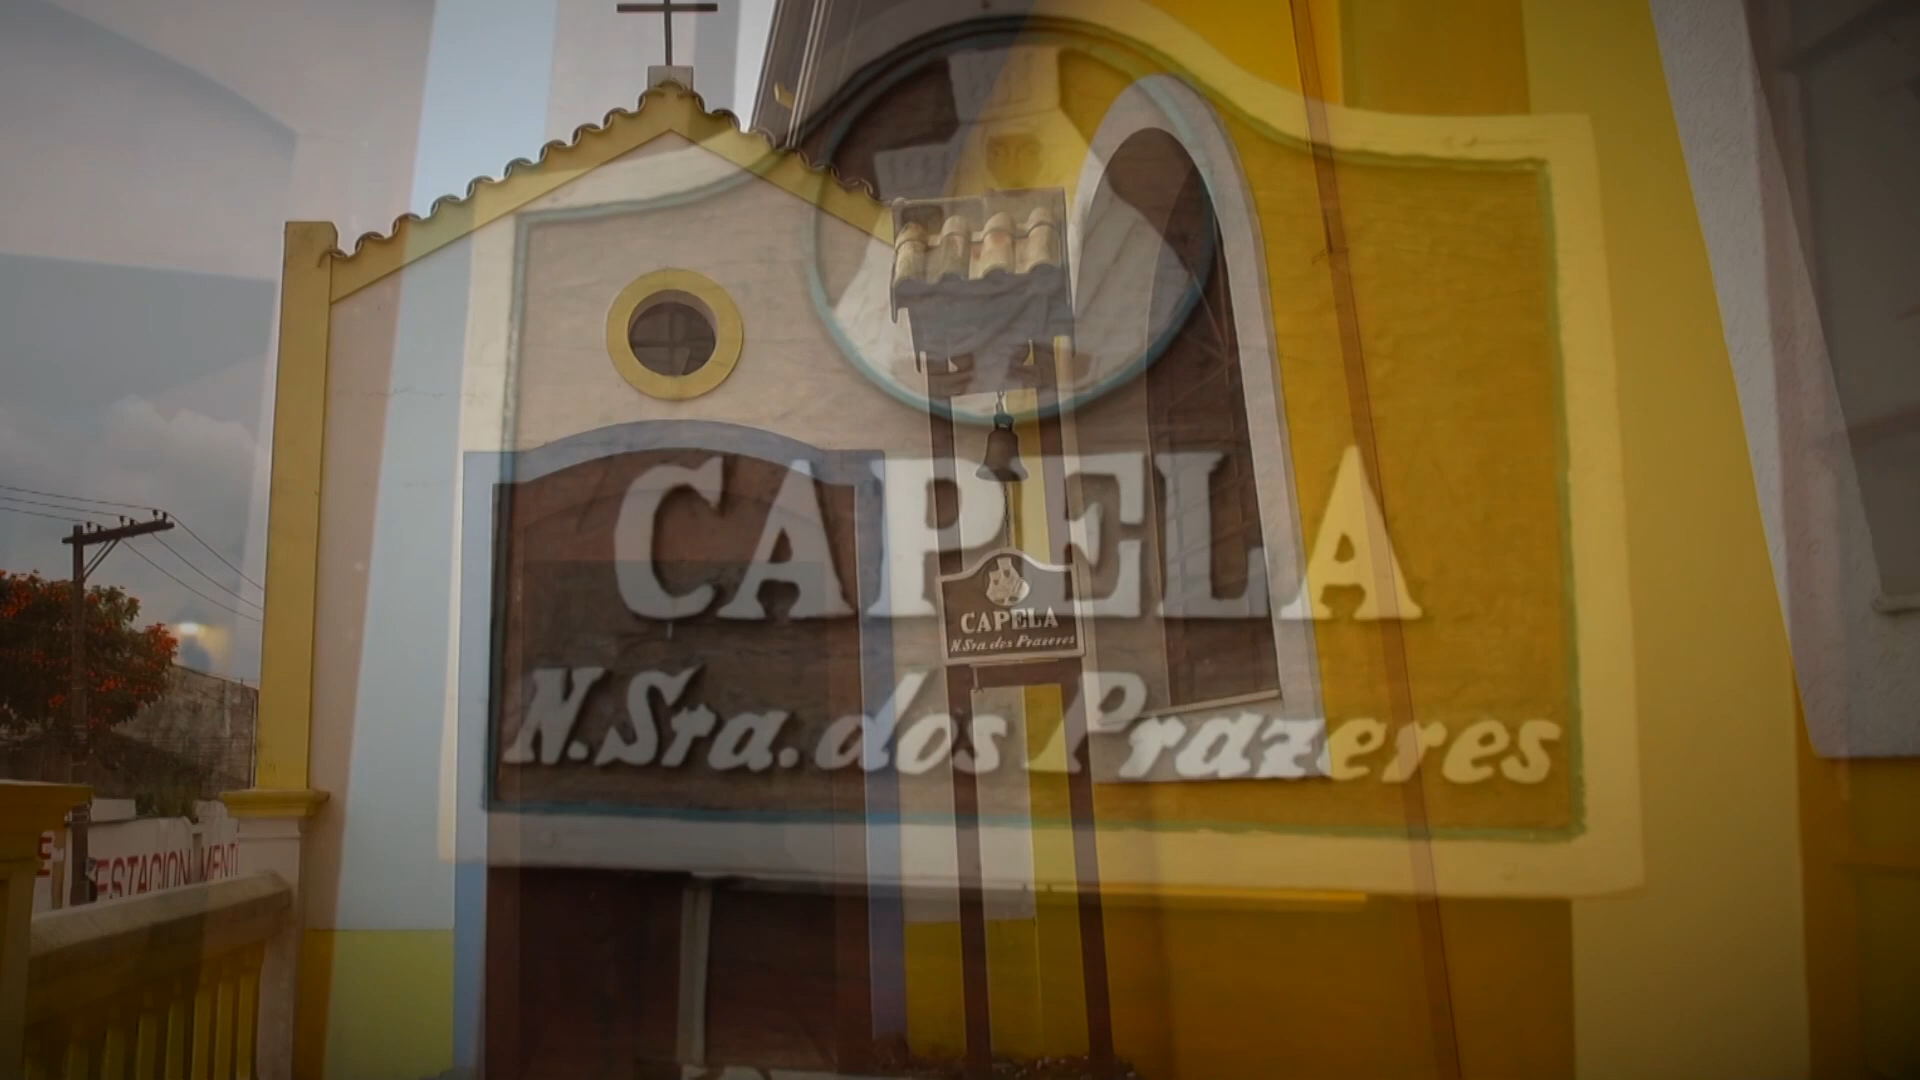 CAPELA
N.Sra.dos Prazeres
CAPELA
N.Sra.dos Prazeres
ESTACIONAMENT